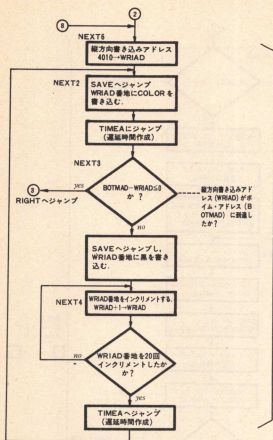 2
8
NEXT6
縦方向書き込みアドレス
4010→WRIAD
NEXT2
SAVEへジャンプ
WRIAD番地にCOLORを
書き込む.
TIMEAにジャンプ
(遅延時間作成)
NEXT3
yes
BOTMAD−WRIAD≦0
か ?
3
RIGHTへジャンプ
縦方向書き込みアド
レス(WRIAD)がボ
イム・アドレス(B
OTMAD)に到達し
たか?
no
SAVEへジャンプし,
WRIAD番地に黒を書き
込む.
NEXT4
WRIAD番地をインクリメントする.
WRIAD+1→WRIAD
no
WRIAD番地を20回
インクリメントしたか
か ?
yes
TIMEAへジャンプ
(遅延時間作成)